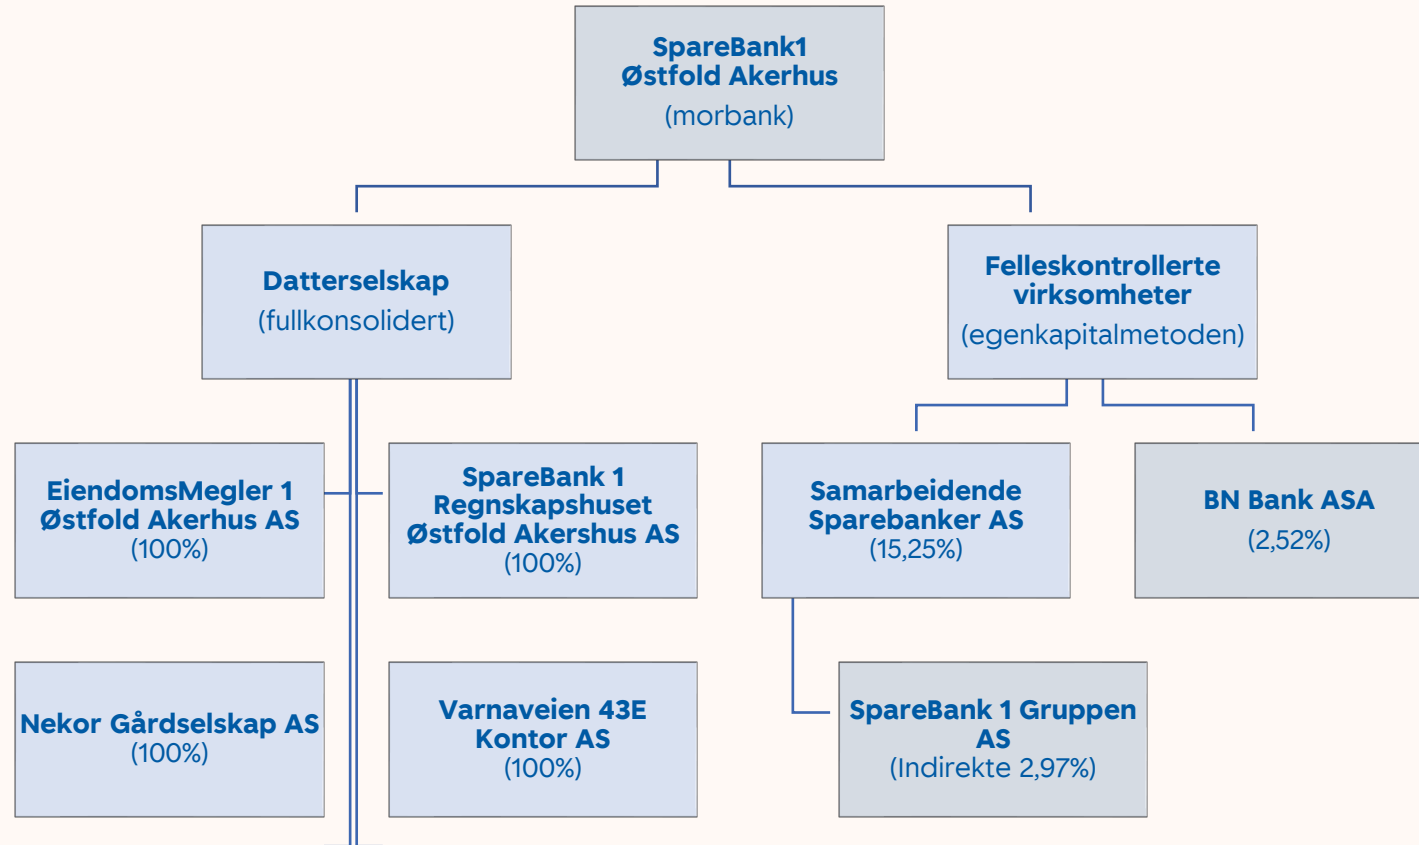 SpareBank1
Østfold Akerhus
(morbank)
Datterselskap
(fullkonsolidert)
Felleskontrollerte
virksomheter
(egenkapitalmetoden)
EiendomsMegler 1
Østfold Akerhus AS
(100%)
SpareBank 1
Regnskapshuset
Østfold Akershus AS
(100%)
Samarbeidende
Sparebanker AS
(15,25%)
BN Bank ASA
(2,52%)
Nekor Gårdselskap AS
(100%)
Varnaveien 43E
Kontor AS
(100%)
SpareBank 1 Gruppen
AS
(Indirekte 2,97%)